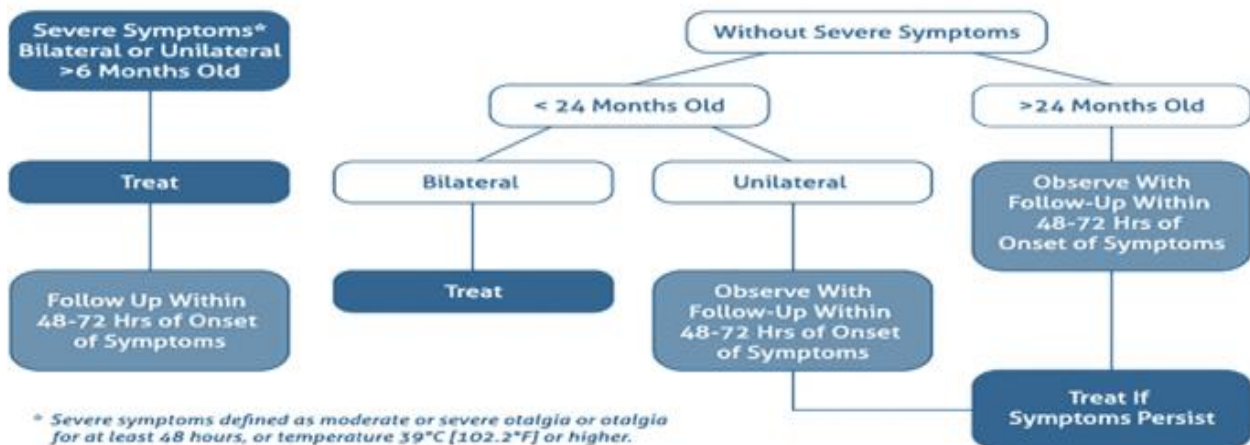 Severe Symptoms*
Bilateral or Unilateral
>6 Months Old
Treat
Follow Up Within
48-72 Hrs of Onset
of Symptoms
Without Severe Symptoms
< 24 Months Old
>24 Months Old
Bilateral
Unilateral
Treat
Observe With
Follow-Up Within
48-72 Hrs of Onset
of Symptoms
Observe With
Follow-Up Within
48-72 Hrs of
Onset of Symptoms
Treat If
Symptoms Persist
* Severe symptoms defined as moderate or severe otalgia or otalgia
for at least 48 hours, or temperature 39°C [102.2°F] or higher.